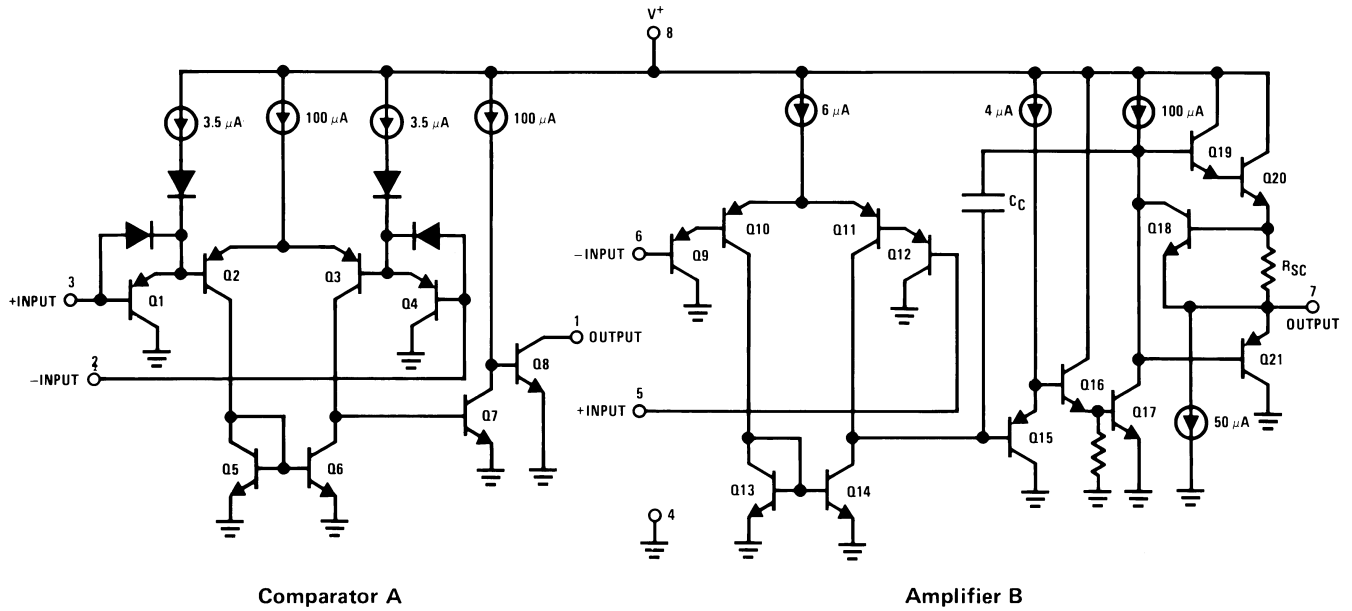 V+
8
3.5 μA
100 μA
3.5 μA
100 μA
6 μA
4 μA
100 μA
Q19
Q20
CC
Q18
RSC
7
OUTPUT
Q2
Q3
Q10
Q11
6
-INPUT
Q9
Q12
3
+INPUT
Q1
Q4
1
OUTPUT
2
-INPUT
Q8
Q21
5
+INPUT
Q7
Q16
Q17
50 μA
Q15
Q5
Q6
Q13
Q14
4
Comparator A
Amplifier B